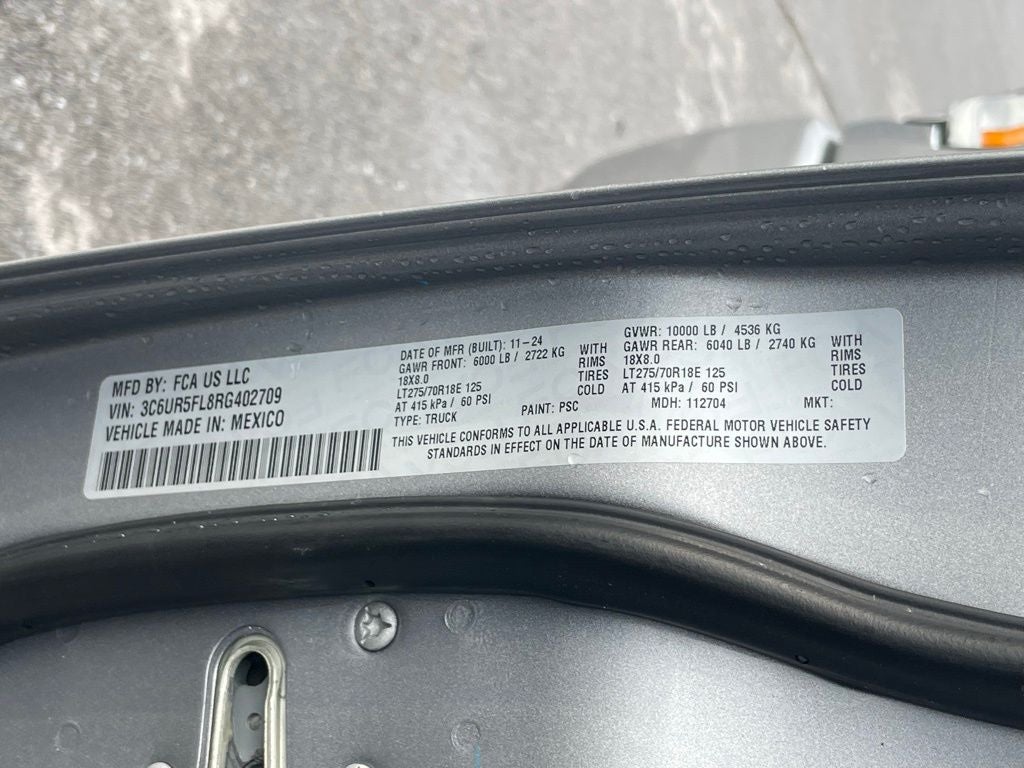 MFD BY: FCA US LLC
VIN: 3C6UR5FL8RG402709
VEHICLE MADE IN: MEXICO
DATE OF MFR (BUILT): 11-24
GAWR FRONT: 6000 LB / 2722 KG WITH
18X8.0 RIMS
LT275/70R18E 125 TIRES
AT 415 kPa / 60 PSI COLD
TYPE: TRUCK
PAINT: PSC
GVWR: 10000 LB / 4536 KG
GAWR REAR: 6040 LB / 2740 KG WITH
18X8.0 RIMS
LT275/70R18E 125 TIRES
AT 415 kPa / 60 PSI COLD
MDH: 112704 MKT:
THIS VEHICLE CONFORMS TO ALL APPLICABLE U.S.A. FEDERAL MOTOR VEHICLE SAFETY
STANDARDS IN EFFECT ON THE DATE OF MANUFACTURE SHOWN ABOVE.